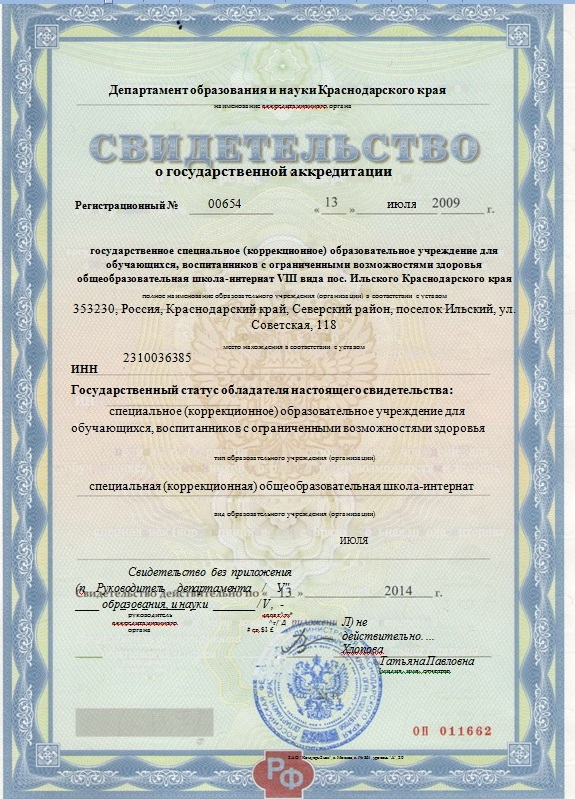 Департамент образования и науки Краснодарского края
наименование аккредитационного органа
СВИДЕТЕЛЬСТВО
о государственной аккредитации
Регистрационный № 00654 « 13 » июля 2009 г.
государственное специальное (коррекционное) образовательное учреждение для
обучающихся, воспитанников с ограниченными возможностями здоровья
общеобразовательная школа-интернат VIII вида пос. Ильского Краснодарского края
полное наименование образовательного учреждения (организации) в соответствии с уставом
353230, Россия, Краснодарский край, Северский район, поселок Ильский, ул.
Советская, 118
место нахождения в соответствии с уставом
2310036385
ИНН
Государственный статус обладателя настоящего свидетельства:
специальное (коррекционное) образовательное учреждение для
обучающихся, воспитанников с ограниченными возможностями здоровья
тип образовательного учреждения (организации)
специальная (коррекционная) общеобразовательная школа-интернат
вид образовательного учреждения (организации)
июля
Свидетельство без приложения
(п Руководитель департамента / V"
Свидетельство действительно по « 13 » 2014 г.
образования, и науки /V, -
руководитель
аккредитационного
органа
Л) не
действительно. ...
Хлопова
Татьяна Павловна
ОП 011662
РФ